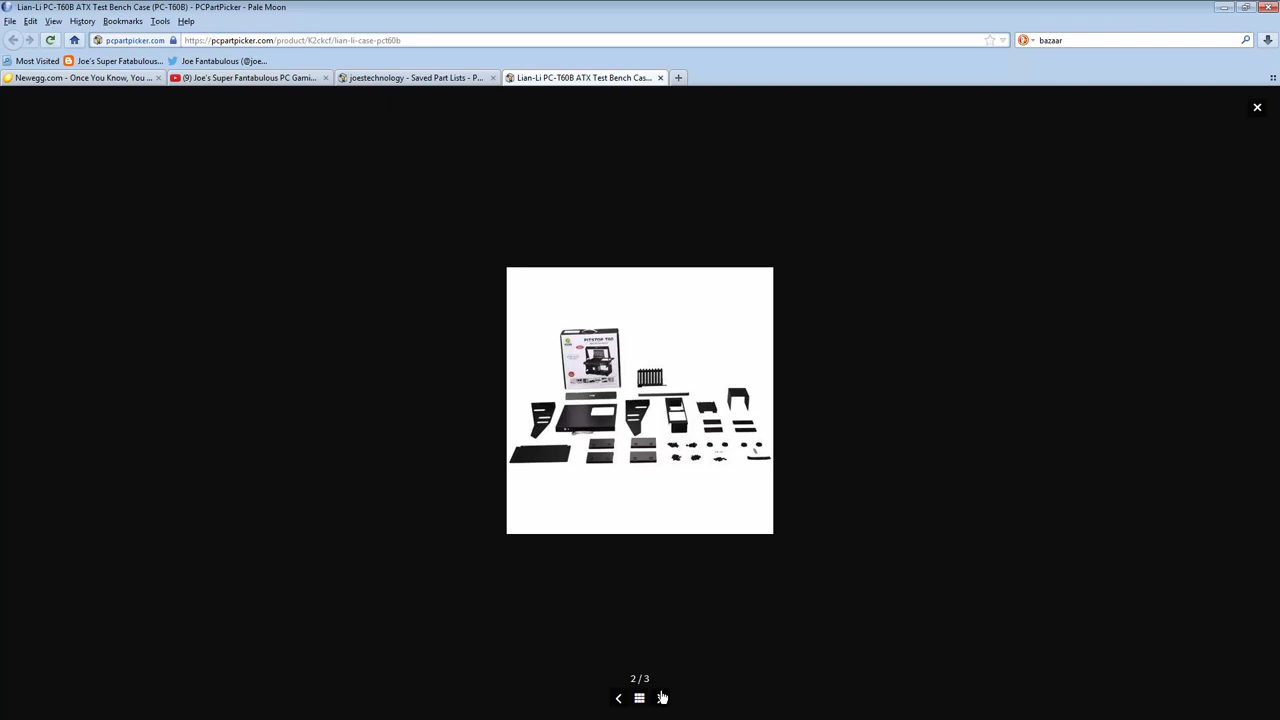 Lian-Li PC-T60B ATX Test Bench Case (PC-T60B) - PCPartPicker - Pale Moon
File Edit View History Bookmarks Tools Help
pcpartpicker.com https://pcpartpicker.com/product/K2ckcf/lian-li-case-pct60b bazaar
Most Visited Joe's Super Fatabulous... Joe Fantabulous (@joe...
Newegg.com - Once You Know, You ... (9) Joe's Super Fantabulous PC Gami... joestechnology - Saved Part Lists - P... Lian-Li PC-T60B ATX Test Bench Cas...
PITSTOP T60
2 / 3